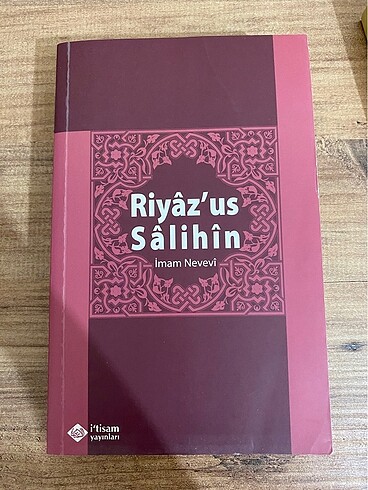 Riyâz'us
Sâlihîn
İmam Nevevî
i'tisam
yayınları